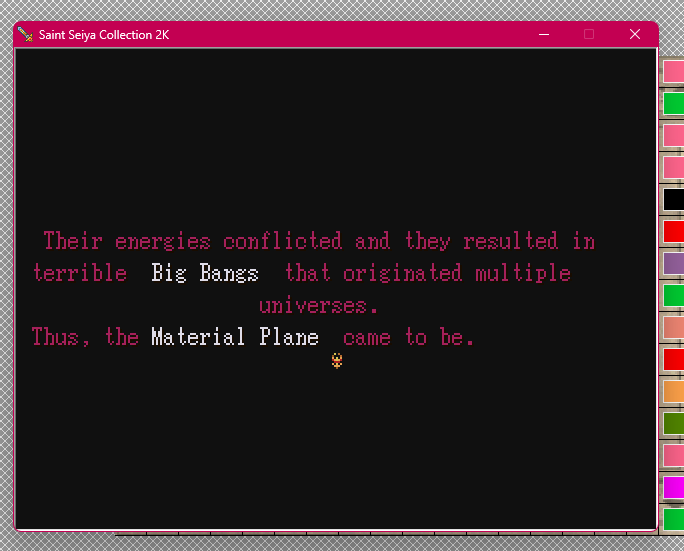 Saint Seiya Collection 2K
Their energies conflicted and they resulted in
terrible Big Bangs that originated multiple
universes.
Thus, the Material Plane came to be.